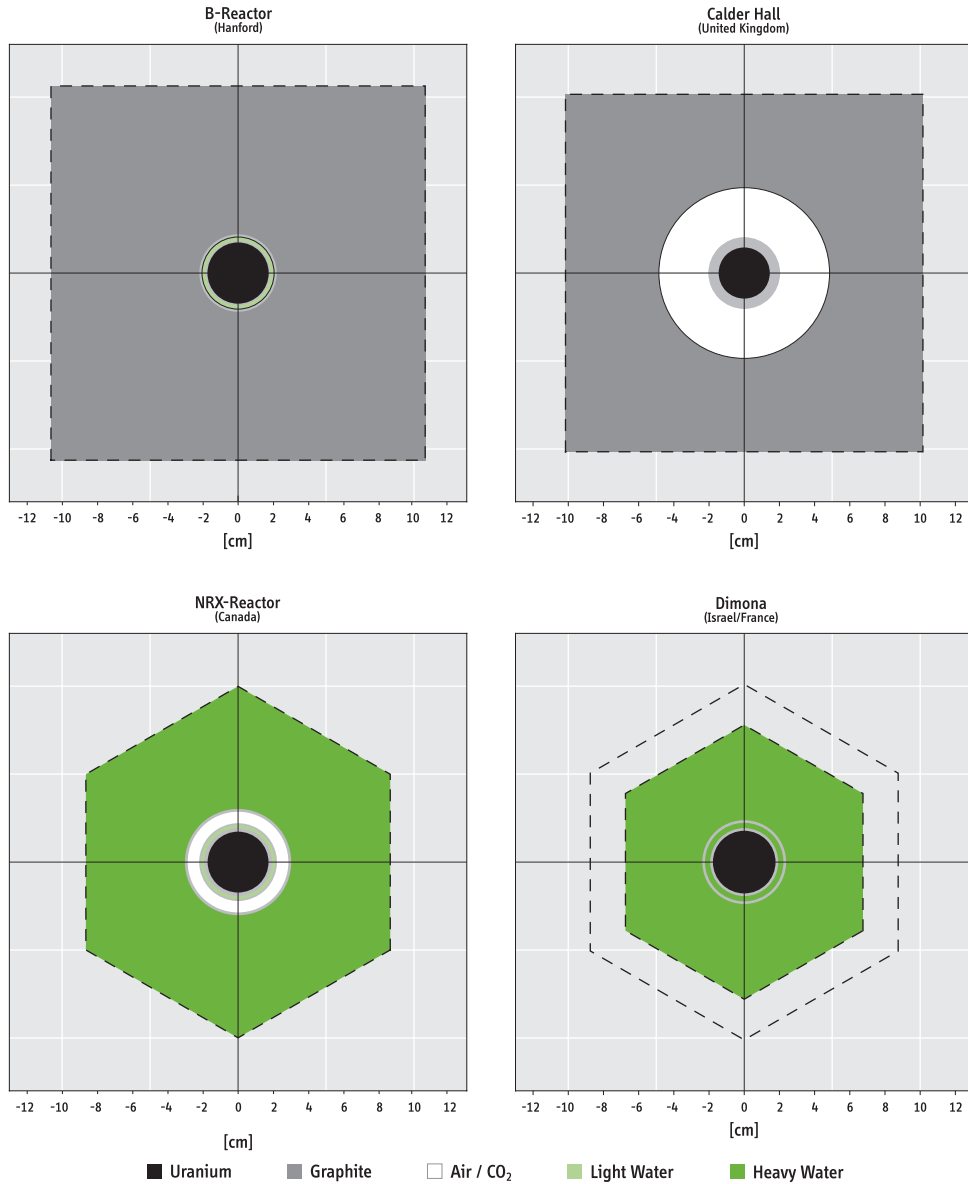 B-Reactor
(Hanford)
Calder Hall
(United Kingdom)
-12 -10 -8 -6 -4 -2 0 2 4 6 8 10 12
[cm]
-12 -10 -8 -6 -4 -2 0 2 4 6 8 10 12
[cm]
NRX-Reactor
(Canada)
Dimona
(Israel/France)
-12 -10 -8 -6 -4 -2 0 2 4 6 8 10 12
[cm]
-12 -10 -8 -6 -4 -2 0 2 4 6 8 10 12
[cm]
Uranium Graphite Air / CO₂ Light Water Heavy Water